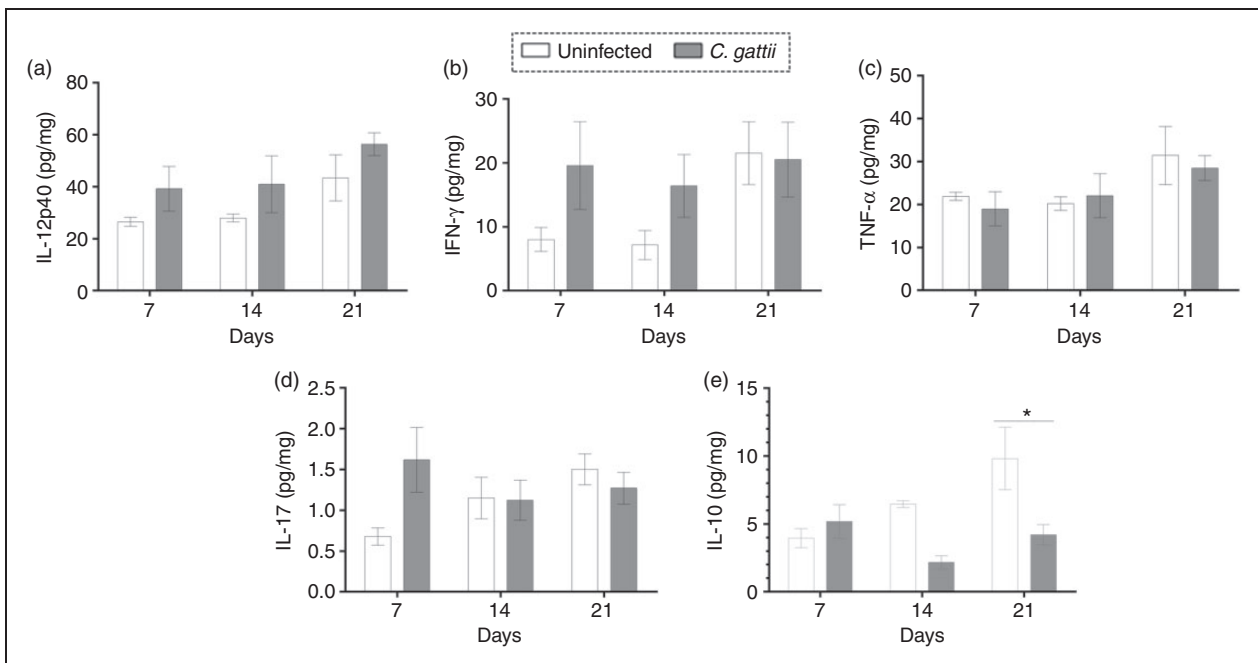 Uninfected C. gattii
(a)
80
60
40
20
0
IL-12p40 (pg/mg)
7 14 21
Days
(b)
30
20
10
0
IFN-γ (pg/mg)
7 14 21
Days
(c)
50
40
30
20
10
0
TNF-α (pg/mg)
7 14 21
Days
(d)
2.5
2.0
1.5
1.0
0.5
0.0
IL-17 (pg/mg)
7 14 21
Days
(e)
15
10
5
0
IL-10 (pg/mg)
*
7 14 21
Days